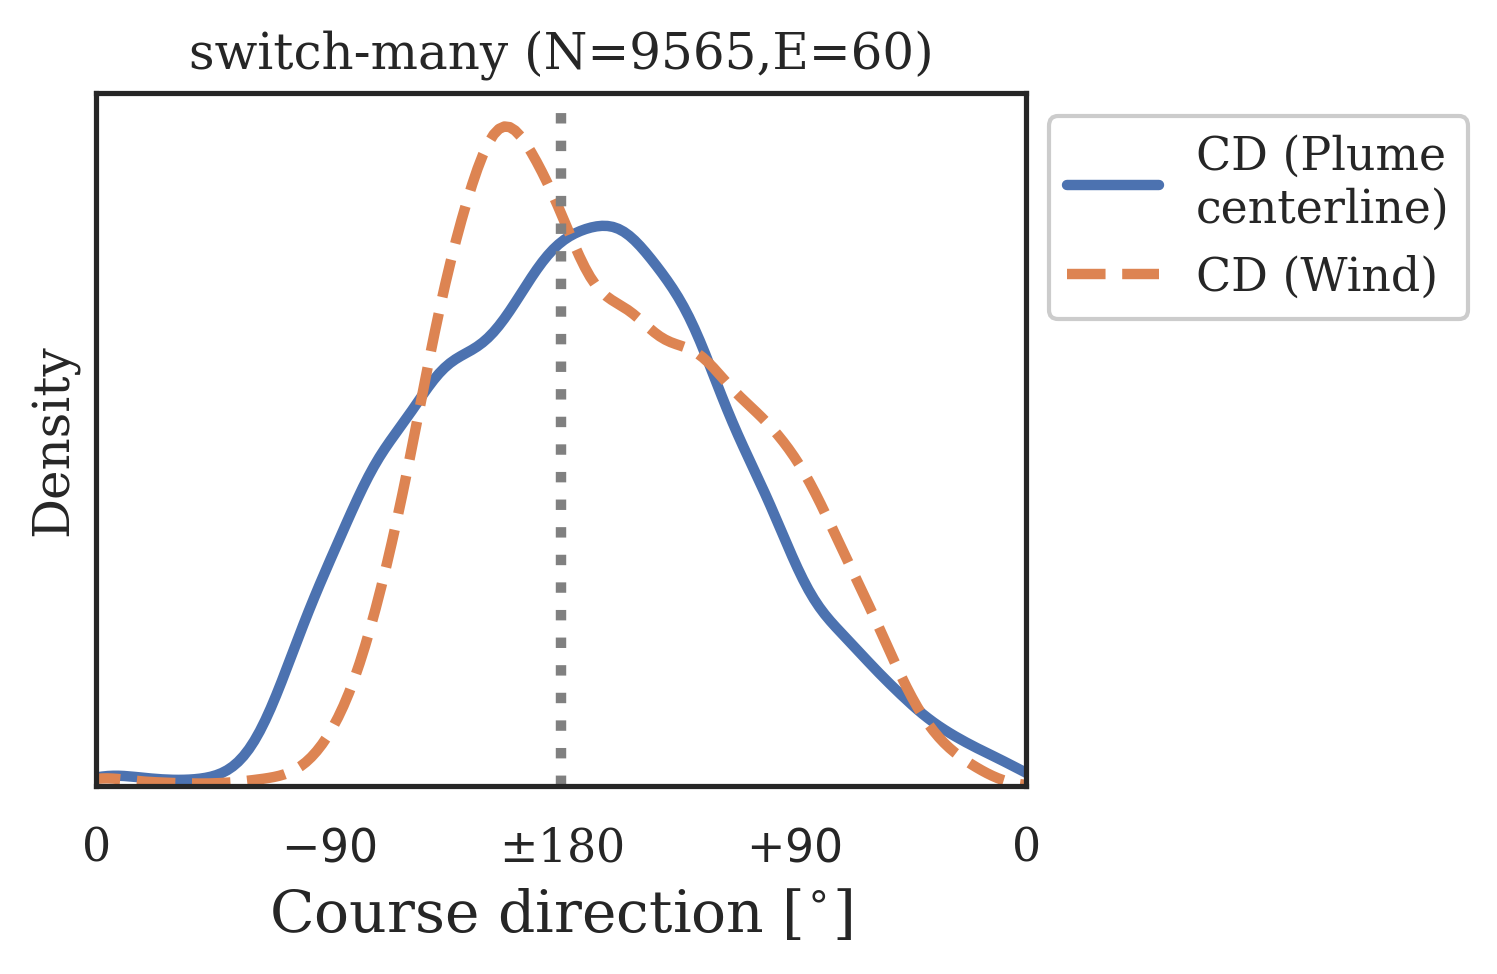 switch-many (N=9565,E=60)
CD (Plume
centerline)
CD (Wind)
Density
0 −90 ±180 +90 0
Course direction [°]